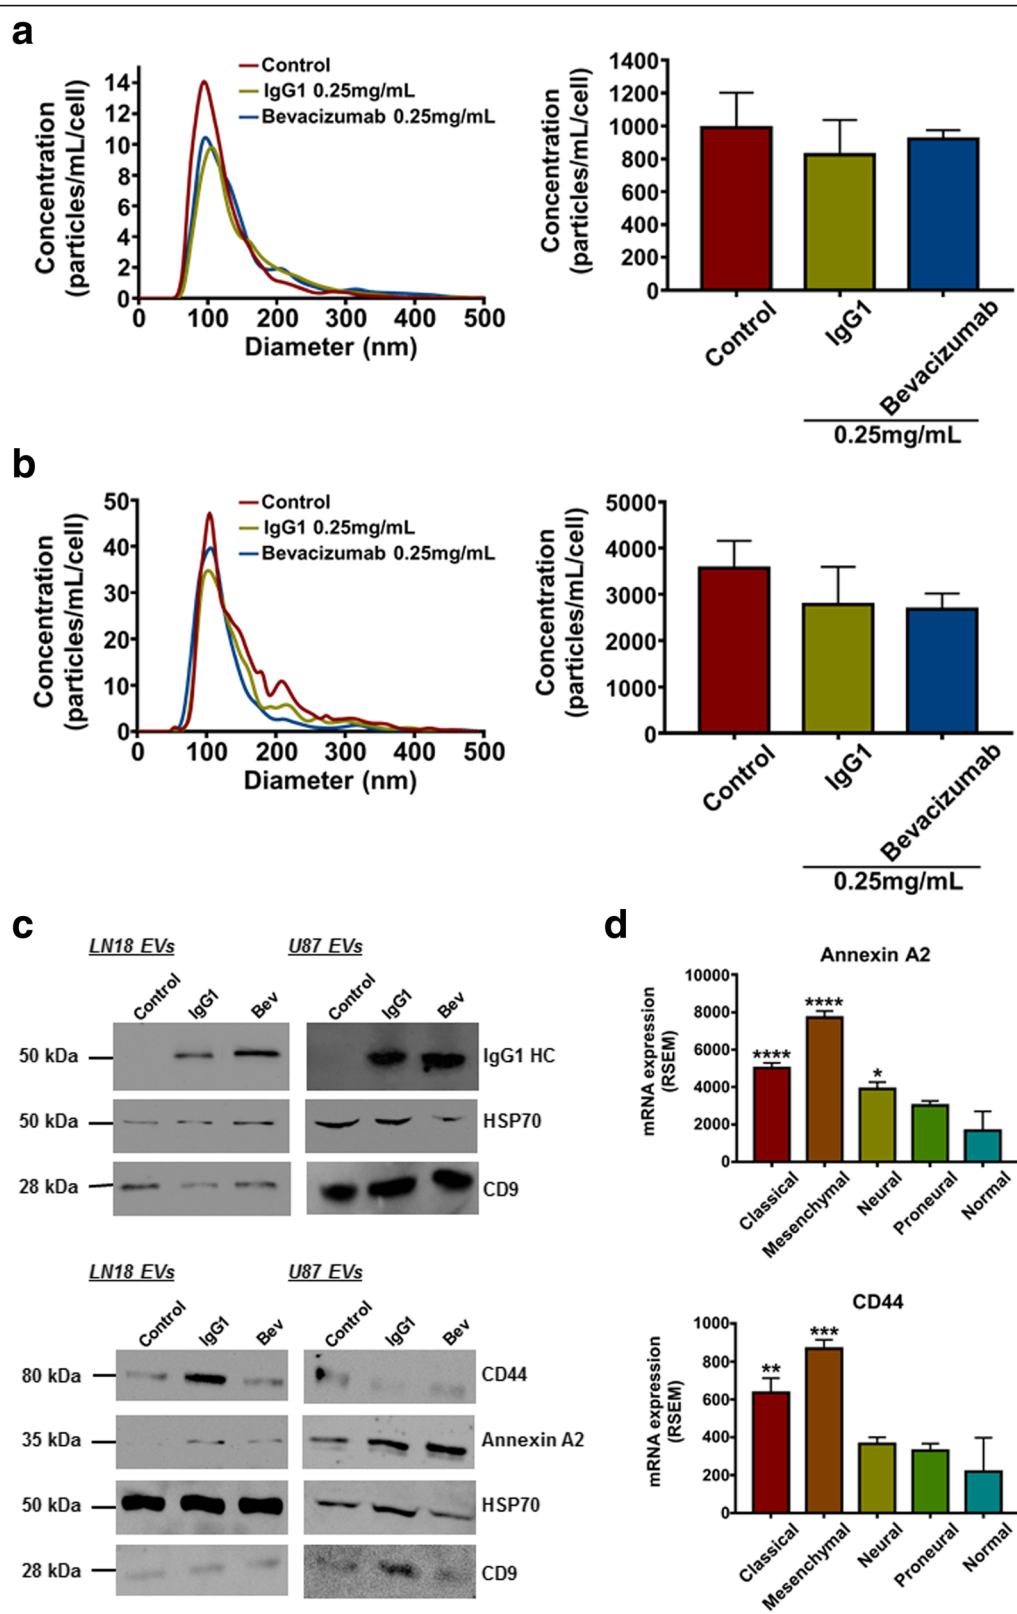 a
Control
IgG1 0.25mg/mL
Bevacizumab 0.25mg/mL
Concentration
(particles/mL/cell)
14
12
10
8
6
4
2
0
0 100 200 300 400 500
Diameter (nm)
Concentration
(particles/mL/cell)
1400
1200
1000
800
600
400
200
0
Control
IgG1
Bevacizumab
0.25mg/mL
b
Control
IgG1 0.25mg/mL
Bevacizumab 0.25mg/mL
Concentration
(particles/mL/cell)
50
40
30
20
10
0
0 100 200 300 400 500
Diameter (nm)
Concentration
(particles/mL/cell)
5000
4000
3000
2000
1000
0
Control
IgG1
Bevacizumab
0.25mg/mL
c
LN18 EVs
U87 EVs
Control IgG1 Bev
Control IgG1 Bev
50 kDa
IgG1 HC
50 kDa
HSP70
28 kDa
CD9
LN18 EVs
U87 EVs
Control IgG1 Bev
Control IgG1 Bev
80 kDa
CD44
35 kDa
Annexin A2
50 kDa
HSP70
28 kDa
CD9
d
Annexin A2
mRNA expression
(RSEM)
10000
8000
6000
4000
2000
0
****
****
*
Classical
Mesenchymal
Neural
Proneural
Normal
CD44
mRNA expression
(RSEM)
1000
800
600
400
200
0
**
***
Classical
Mesenchymal
Neural
Proneural
Normal